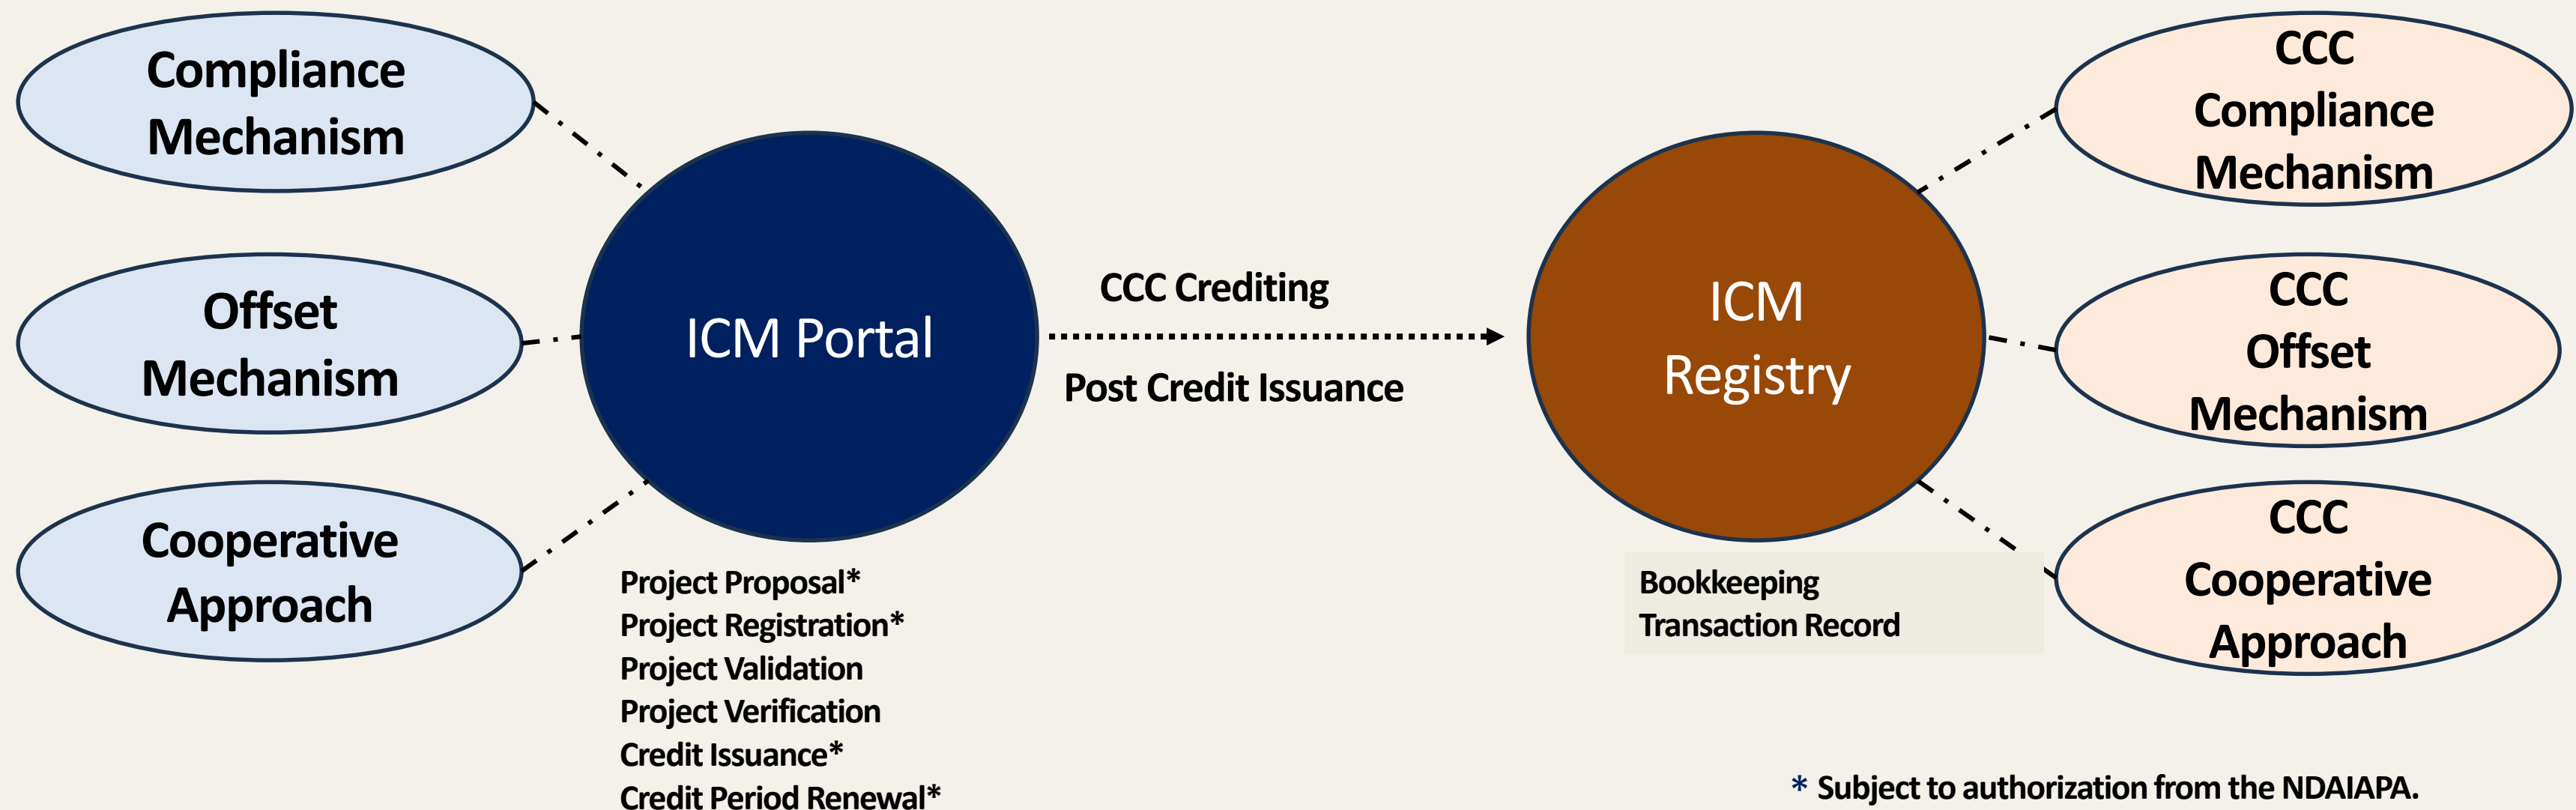 Compliance
Mechanism
Offset
Mechanism
Cooperative
Approach
ICM Portal
Project Proposal*
Project Registration*
Project Validation
Project Verification
Credit Issuance*
Credit Period Renewal*
CCC Crediting
Post Credit Issuance
ICM
Registry
Bookkeeping
Transaction Record
CCC
Compliance
Mechanism
CCC
Offset
Mechanism
CCC
Cooperative
Approach
* Subject to authorization from the NDAIAPA.